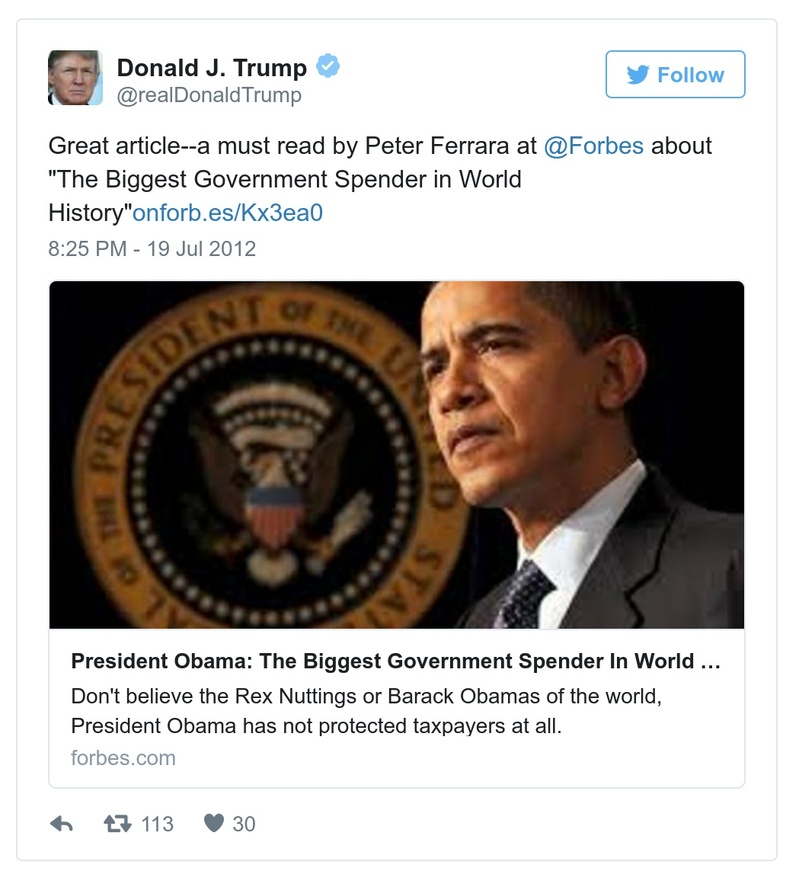 Donald J. Trump
@realDonaldTrump
Follow
Great article--a must read by Peter Ferrara at @Forbes about
"The Biggest Government Spender in World
History"onforb.es/Kx3ea0
8:25 PM - 19 Jul 2012
SEAL OF THE PRESIDENT OF THE UNITED STATES
President Obama: The Biggest Government Spender In World ...
Don't believe the Rex Nuttings or Barack Obamas of the world,
President Obama has not protected taxpayers at all.
forbes.com
113
30